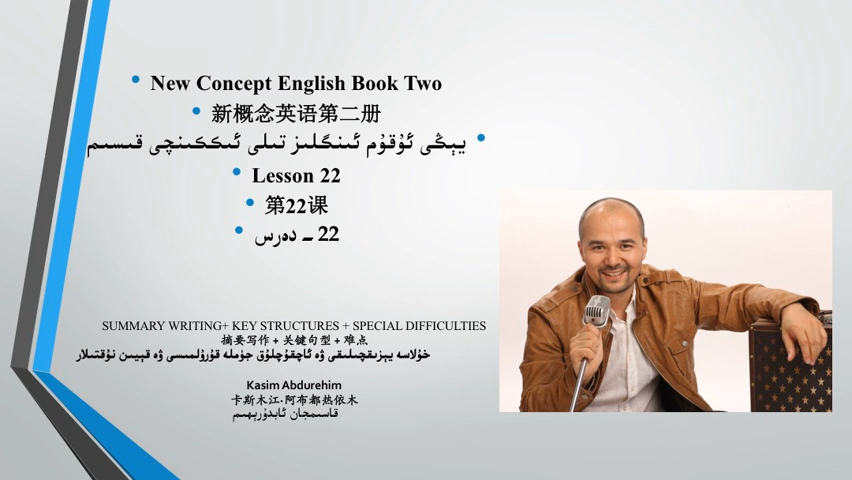 New Concept English Book Two
新概念英语第二册
يېڭى ئۇقۇم ئىنگلىز تىلى ئىككىنچى قىسىم
Lesson 22
第22课
22 - دەرس
SUMMARY WRITING+ KEY STRUCTURES + SPECIAL DIFFICULTIES
摘要写作 + 关键句型 + 难点
خۇلاسە يېزىقچىلىقى ۋە ئاچقۇچلۇق جۈملە قۇرۇلمىسى ۋە قېيىن نۇقتىلار
Kasim Abdurehim
卡斯木江·阿布都热依木
قاسىمجان ئابدۇرېھىم